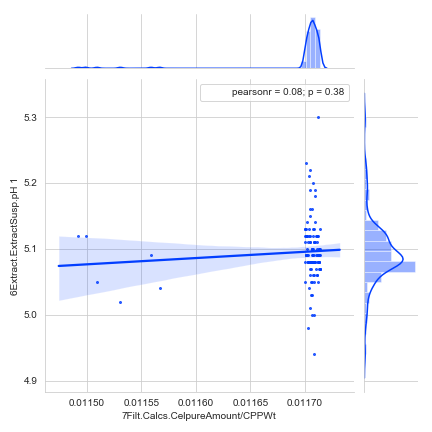 pearsonr = 0.08; p = 0.38
5.3
5.2
5.1
5.0
4.9
6Extract.ExtractSusp.pH 1
0.01150 0.01155 0.01160 0.01165 0.01170
7Filt.Calcs.CelpureAmount/CPPWt